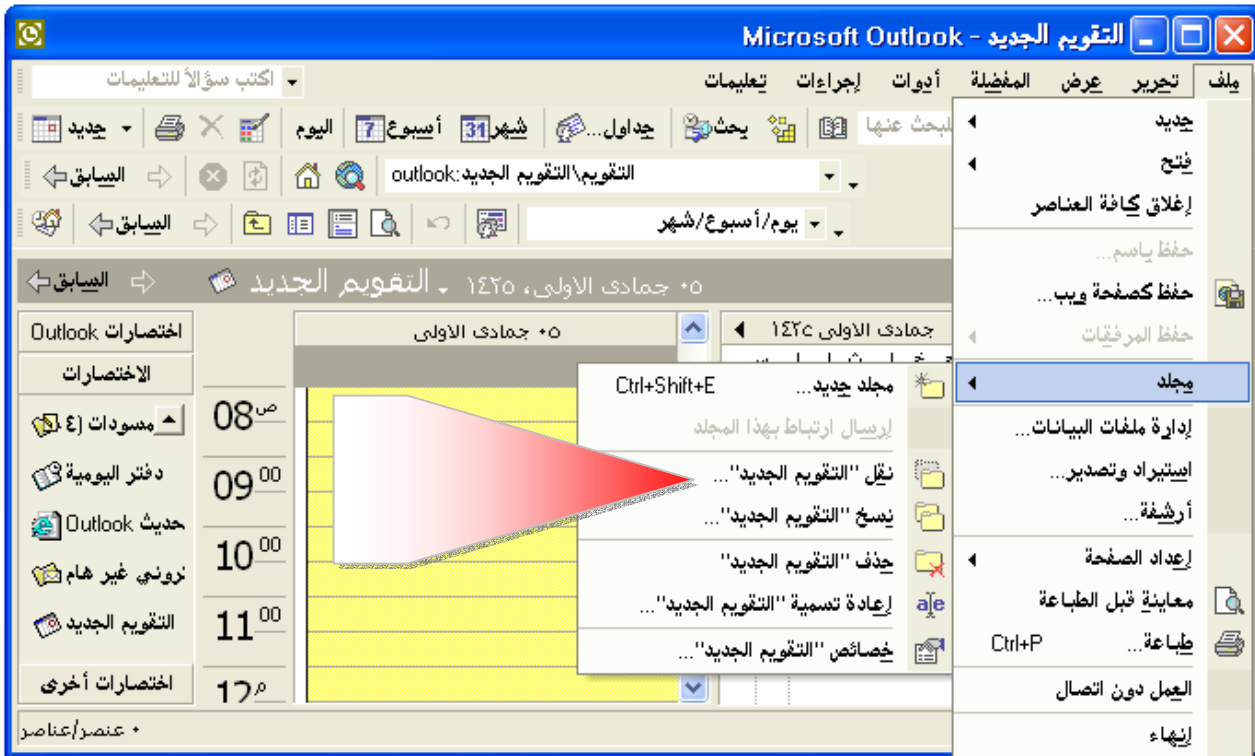 التقويم الجديد - Microsoft Outlook
ملف تحرير عرض المفضلة أدوات إجراءات تعليمات
اكتب سؤالاً للتعليمات
جديد اليوم 7 أسبوع 31 شهر جداول... بحث للبحث عنها
السابق outlook:التقويم\التقويم الجديد
السابق يوم/أسبوع/شهر
التقويم الجديد . ٠٥ جمادى الاولى، ١٤٢٥ السابق
اختصارات Outlook
الاختصارات
مسودات (٤
دفتر اليومية
حديث Outlook
تروني غير هام
التقويم الجديد
اختصارات أخرى
٠٥ جمادى الاولى
08 ص
09 00
10 00
11 00
12 م
جمادى الاولى
جديد
فتح
إغلاق كافة العناصر
حفظ باسم...
حفظ كصفحة ويب...
حفظ المرفقات
مجلد
إدارة ملفات البيانات...
استيراد وتصدير...
أرشفة...
إعداد الصفحة
معاينة قبل الطباعة
طباعة... Ctrl+P
العمل دون اتصال
إنهاء
مجلد جديد... Ctrl+Shift+E
إرسال ارتباط بهذا المجلد
نقل "التقويم الجديد"...
نسخ "التقويم الجديد"...
حذف "التقويم الجديد"
إعادة تسمية "التقويم الجديد"...
خصائص "التقويم الجديد"...
٠ عنصر/عناصر